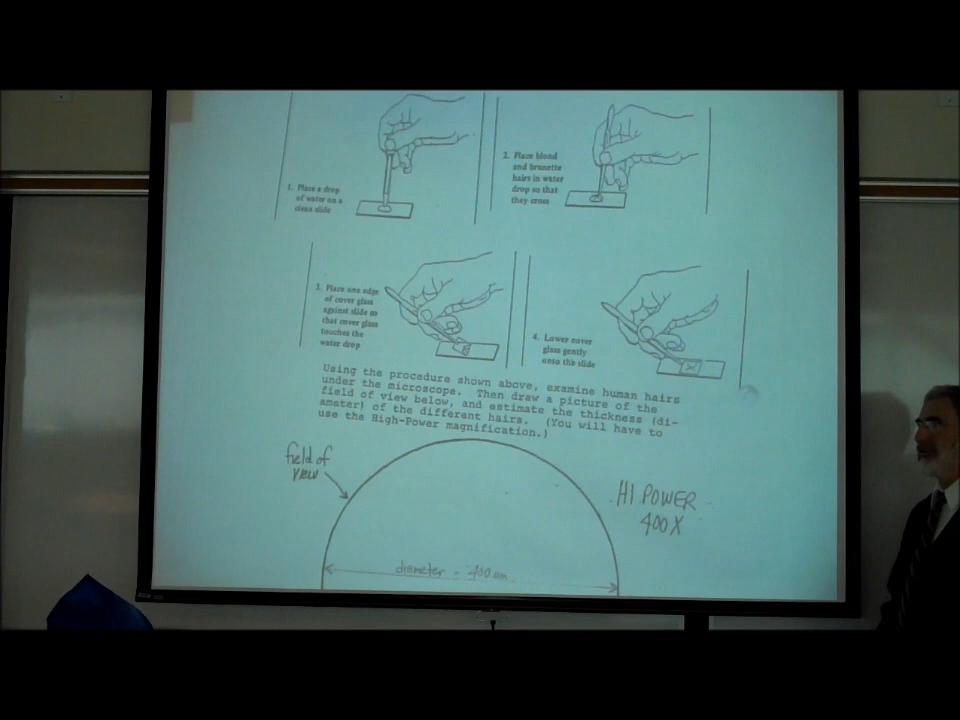 1. Place a drop
of water on a
clean slide
2. Place blond
and brunette
hairs in water
drop so that
they cross
3. Place one edge
of cover glass
against slide so
that cover glass
touches the
water drop
4. Lower cover
glass gently
onto the slide
Using the procedure shown above, examine human hairs
under the microscope. Then draw a picture of the
field of view below, and estimate the thickness (di-
ameter) of the different hairs. (You will have to
use the High-Power magnification.)
field of
view
HI POWER
400X
diameter = 400 um